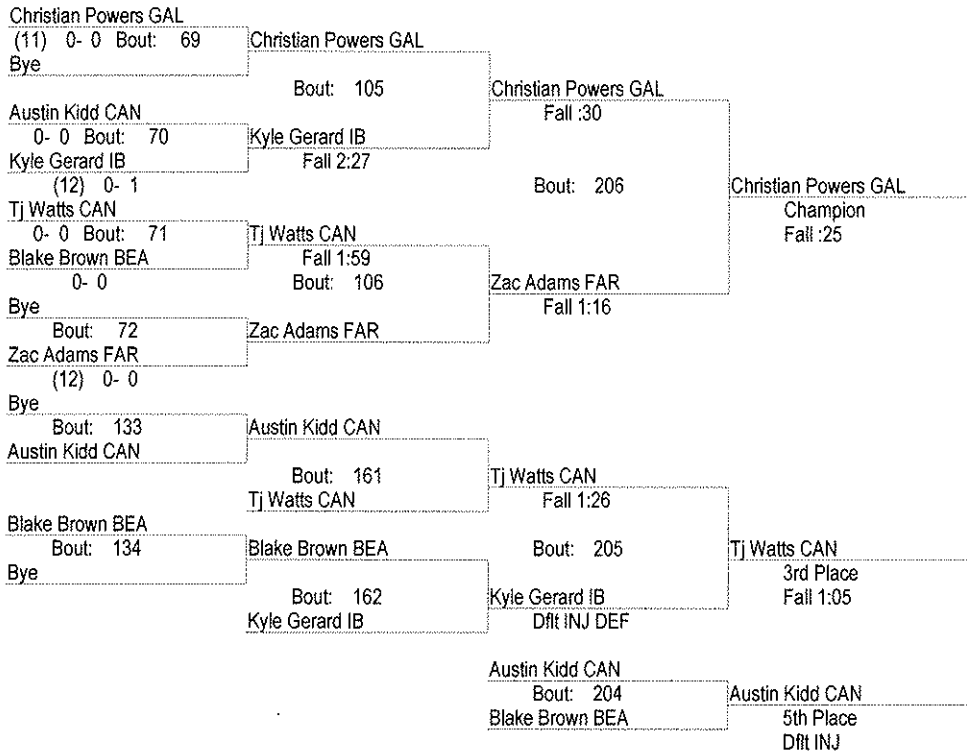 Christian Powers GAL
(11) 0- 0 Bout: 69
Bye
Christian Powers GAL
Bout: 105
Austin Kidd CAN
0- 0 Bout: 70
Kyle Gerard IB
(12) 0- 1
Kyle Gerard IB
Fall 2:27
Christian Powers GAL
Fall :30
Bout: 206
Tj Watts CAN
0- 0 Bout: 71
Blake Brown BEA
0- 0
Tj Watts CAN
Fall 1:59
Bout: 106
Bye
Bout: 72
Zac Adams FAR
(12) 0- 0
Zac Adams FAR
Zac Adams FAR
Fall 1:16
Christian Powers GAL
Champion
Fall :25
Bye
Bout: 133
Austin Kidd CAN
Austin Kidd CAN
Bout: 161
Tj Watts CAN
Tj Watts CAN
Fall 1:26
Bout: 205
Blake Brown BEA
Bout: 134
Bye
Blake Brown BEA
Bout: 162
Kyle Gerard IB
Kyle Gerard IB
Dflt INJ DEF
Tj Watts CAN
3rd Place
Fall 1:05
Austin Kidd CAN
Bout: 204
Blake Brown BEA
Austin Kidd CAN
5th Place
Dflt INJ